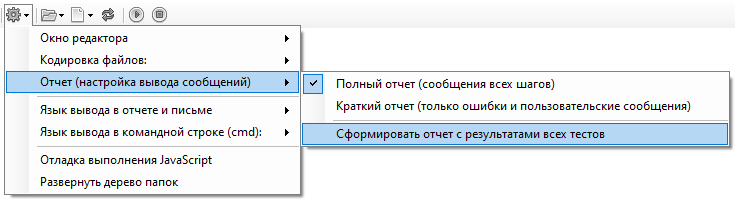 Окно редактора
Кодировка файлов:
Отчет (настройка вывода сообщений)
Язык вывода в отчете и письме
Язык вывода в командной строке (cmd):
Отладка выполнения JavaScript
Развернуть дерево папок
Полный отчет (сообщения всех шагов)
Краткий отчет (только ошибки и пользовательские сообщения)
Сформировать отчет с результатами всех тестов